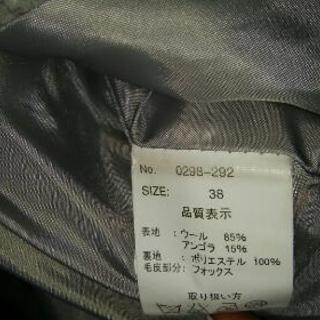 No. 0298-292
SIZE: 38
品質表示
表地：ウール 85%
アンゴラ 15%
裏地：ポリエステル 100%
毛皮部分：フォックス
取り扱い方